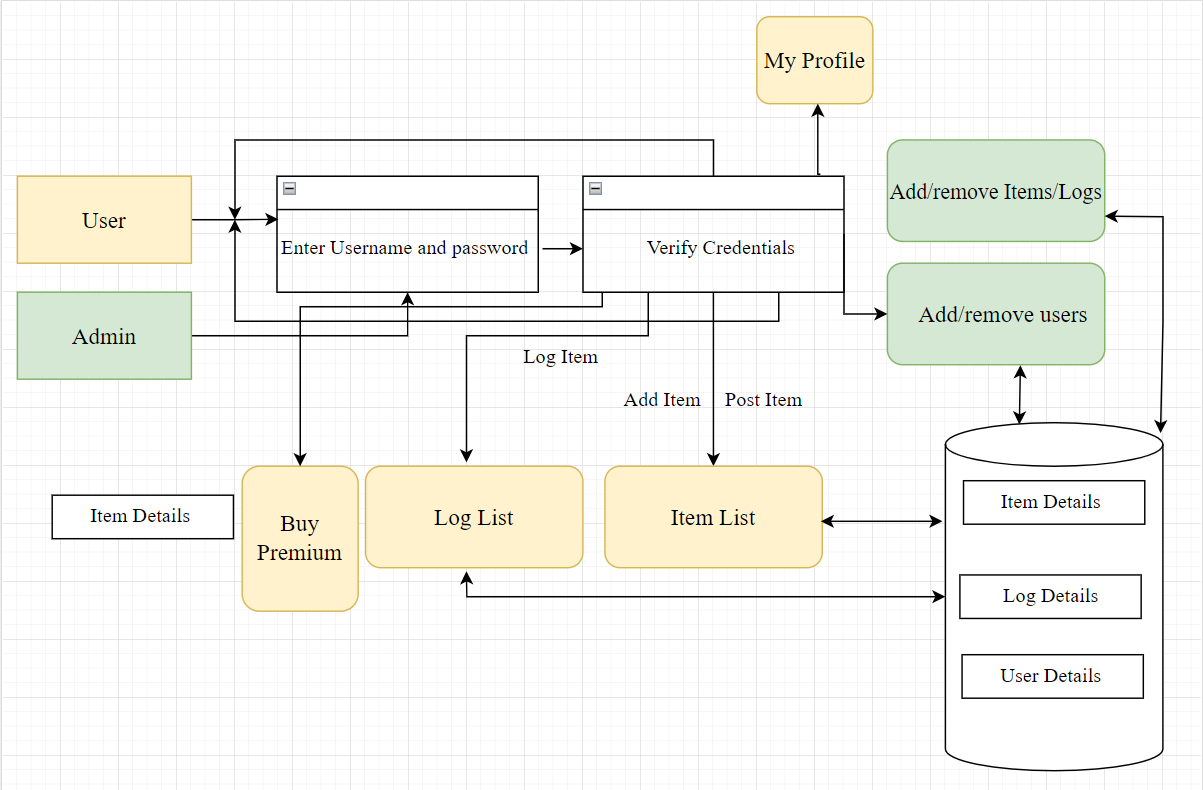 My Profile
Add/remove Items/Logs
User
Enter Username and password
Verify Credentials
Admin
Add/remove users
Log Item
Add Item
Post Item
Item Details
Buy
Premium
Log List
Item List
Item Details
Log Details
User Details